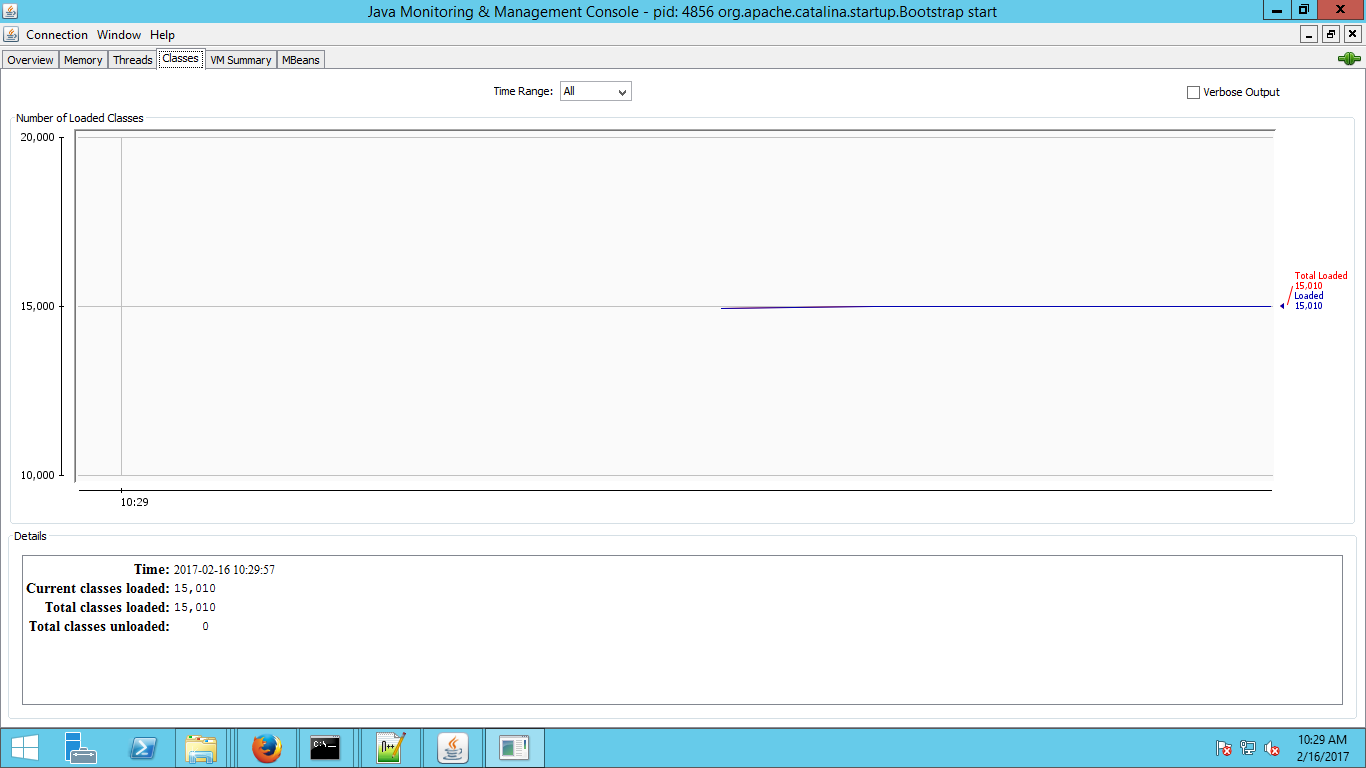 Java Monitoring & Management Console - pid: 4856 org.apache.catalina.startup.Bootstrap start
Connection Window Help
Overview Memory Threads Classes VM Summary MBeans
Time Range: All Verbose Output
Number of Loaded Classes
20,000
15,000
10,000
Total Loaded
15,010
Loaded
15,010
10:29
Details
Time: 2017-02-16 10:29:57
Current classes loaded: 15,010
Total classes loaded: 15,010
Total classes unloaded: 0
C:\_
10:29 AM
2/16/2017